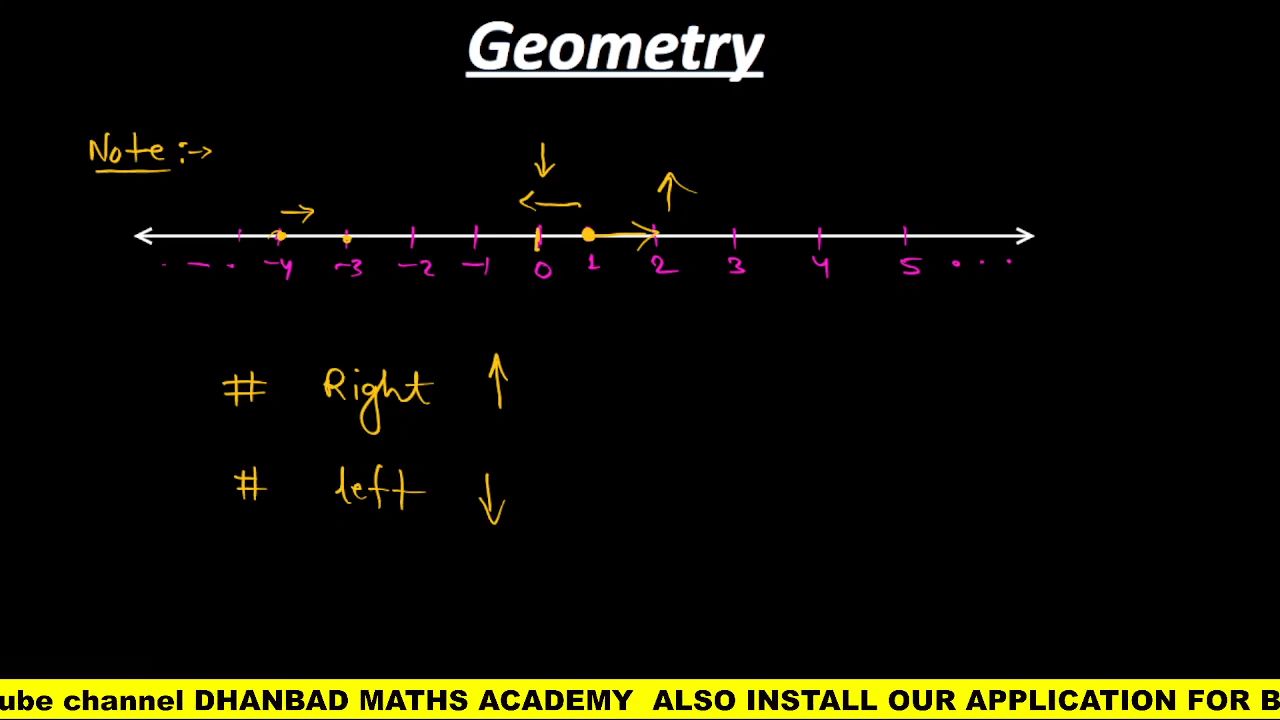 Geometry
Note :->
. - . -4 -3 -2 -1 0 1 2 3 4 5 . . .
# Right ↑
# left ↓
ube channel DHANBAD MATHS ACADEMY ALSO INSTALL OUR APPLICATION FOR B